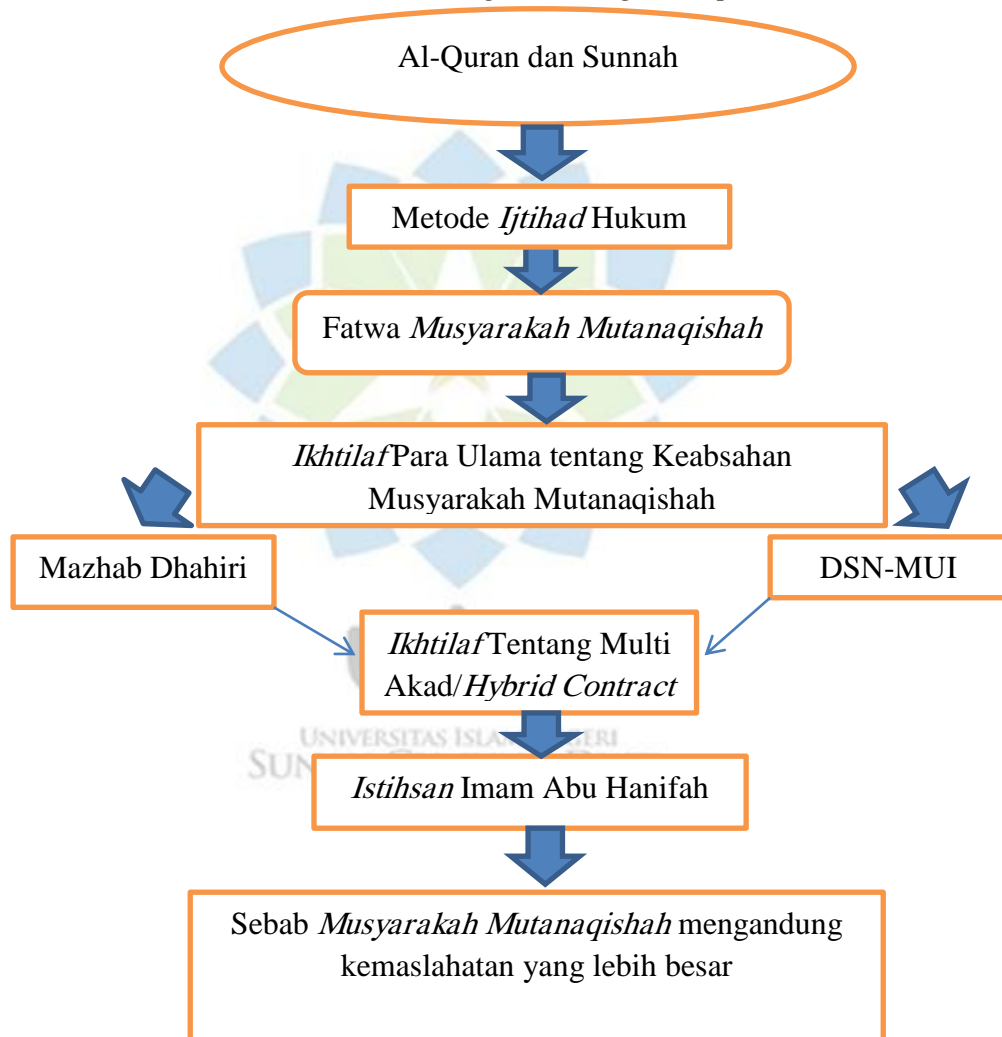 Al-Quran dan Sunnah
Metode Ijtihad Hukum
Fatwa Musyarakah Mutanaqishah
Ikhtilaf Para Ulama tentang Keabsahan
Musyarakah Mutanaqishah
Mazhab Dhahiri
DSN-MUI
Ikhtilaf Tentang Multi
Akad/Hybrid Contract
UNIVERSITAS ISLAM
Istihsan Imam Abu Hanifah
Sebab Musyarakah Mutanaqishah mengandung
kemaslahatan yang lebih besar